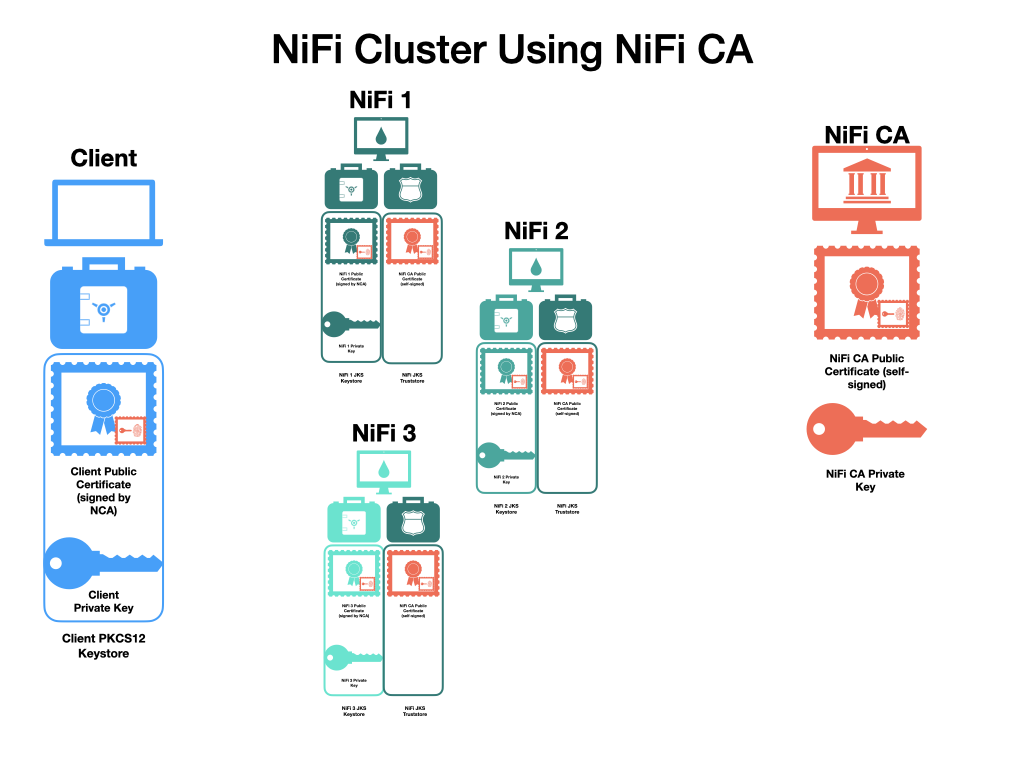 NiFi Cluster Using NiFi CA
Client
Client Public
Certificate
(signed by
NCA)
Client
Private Key
Client PKCS12
Keystore
NiFi 1
NiFi 1 Public
Certificate
(signed by NCA)
NiFi CA Public
Certificate
(self-signed)
NiFi 1 Private
Key
NiFi 1 JKS
Keystore
NiFi JKS
Truststore
NiFi 2
NiFi 2 Public
Certificate
(signed by NCA)
NiFi CA Public
Certificate
(self-signed)
NiFi 2 Private
Key
NiFi 2 JKS
Keystore
NiFi JKS
Truststore
NiFi 3
NiFi 3 Public
Certificate
(signed by NCA)
NiFi CA Public
Certificate
(self-signed)
NiFi 3 Private
Key
NiFi 3 JKS
Keystore
NiFi JKS
Truststore
NiFi CA
NiFi CA Public
Certificate (self-
signed)
NiFi CA Private
Key